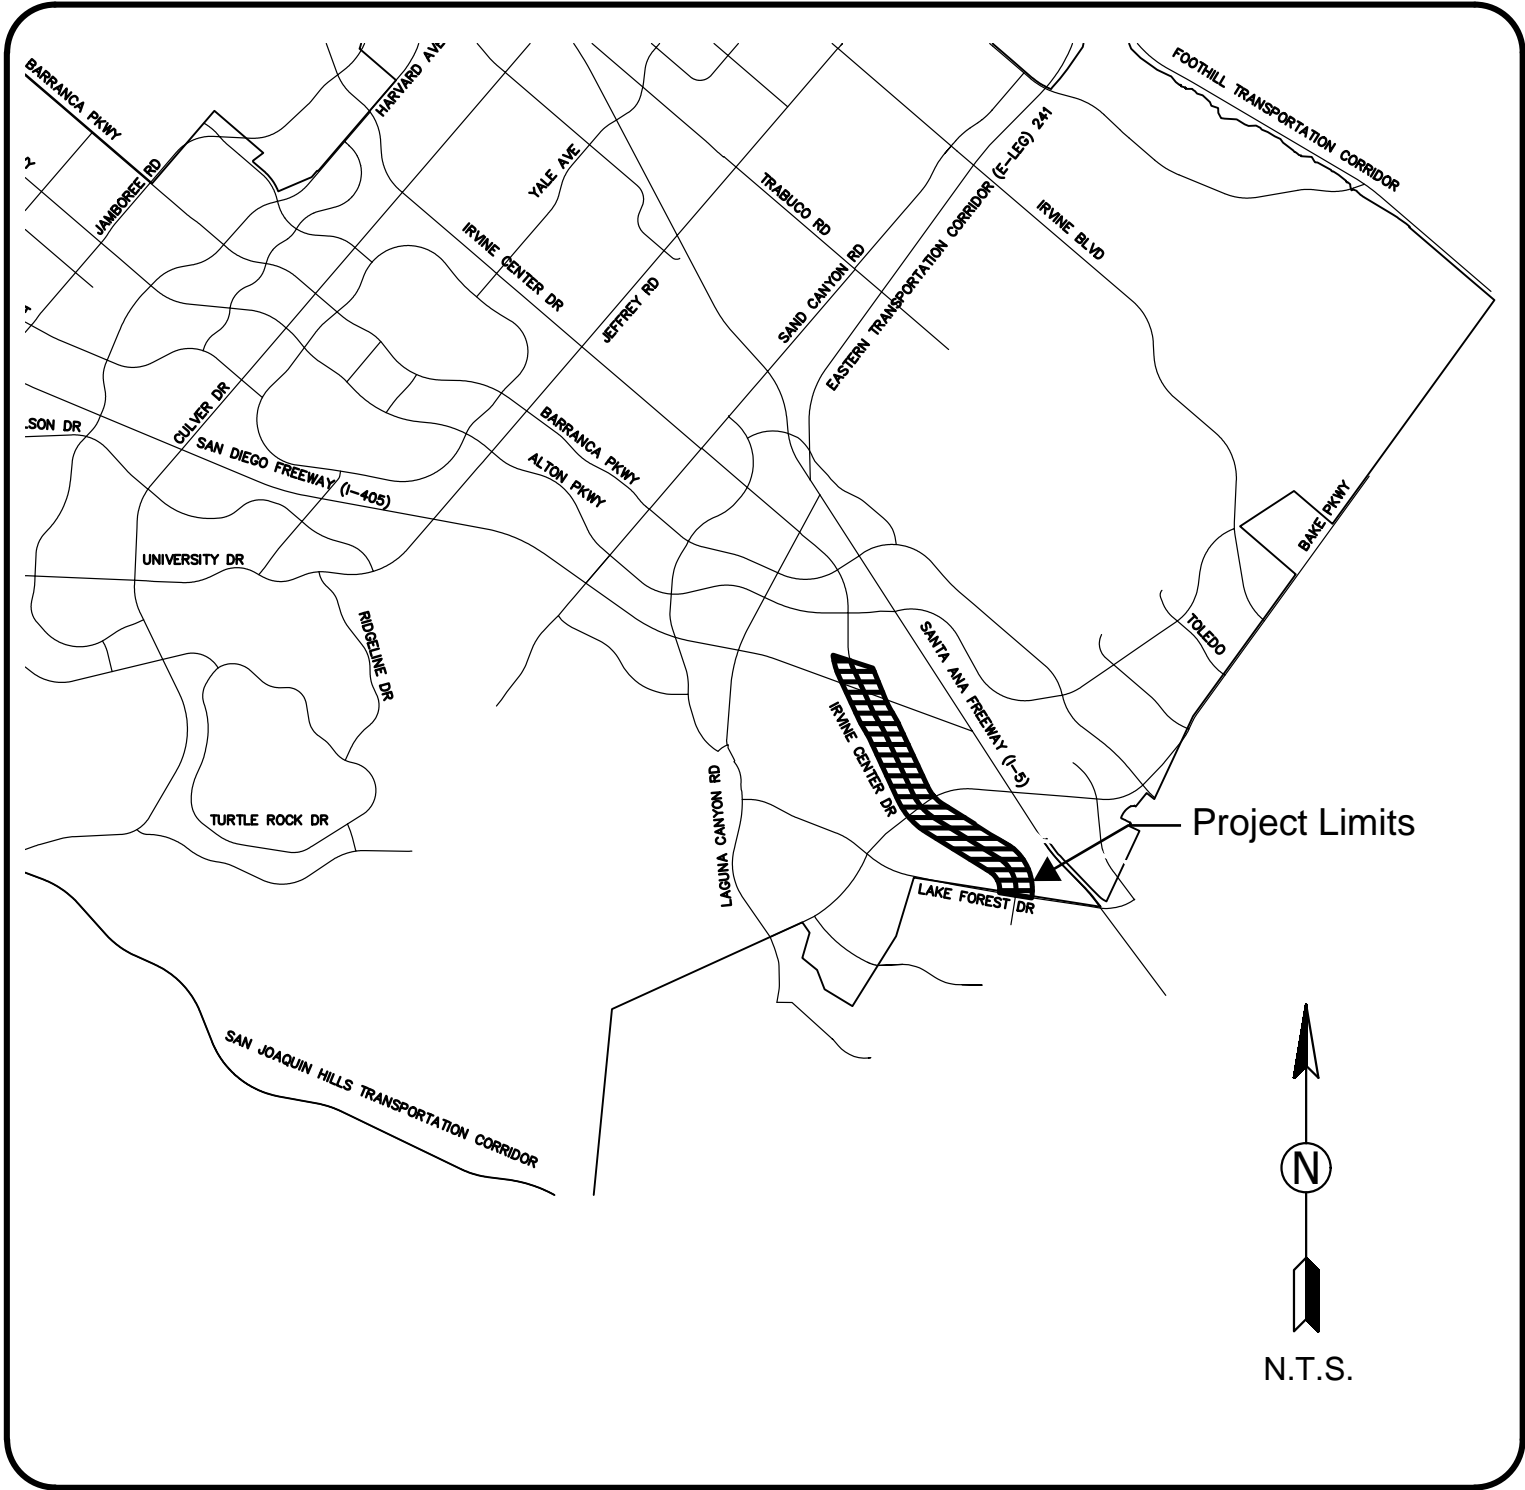 BARRANCA PKWY
HARVARD AVE
FOOTHILL TRANSPORTATION CORRIDOR
JAMBOREE RD
YALE AVE
TRABUCO RD
EASTERN TRANSPORTATION CORRIDOR (E-LEG) 241
IRVINE BLVD
IRVINE CENTER DR
JEFFREY RD
SAND CANYON RD
CULVER DR
LSON DR
SAN DIEGO FREEWAY (I-405)
BARRANCA PKWY
ALTON PKWY
BAKE PKWY
UNIVERSITY DR
RIDGELINE DR
SANTA ANA FREEWAY (I-5)
TOLEDO
IRVINE CENTER DR
TURTLE ROCK DR
LAGUNA CANYON RD
Project Limits
LAKE FOREST DR
SAN JOAQUIN HILLS TRANSPORTATION CORRIDOR
N
N.T.S.